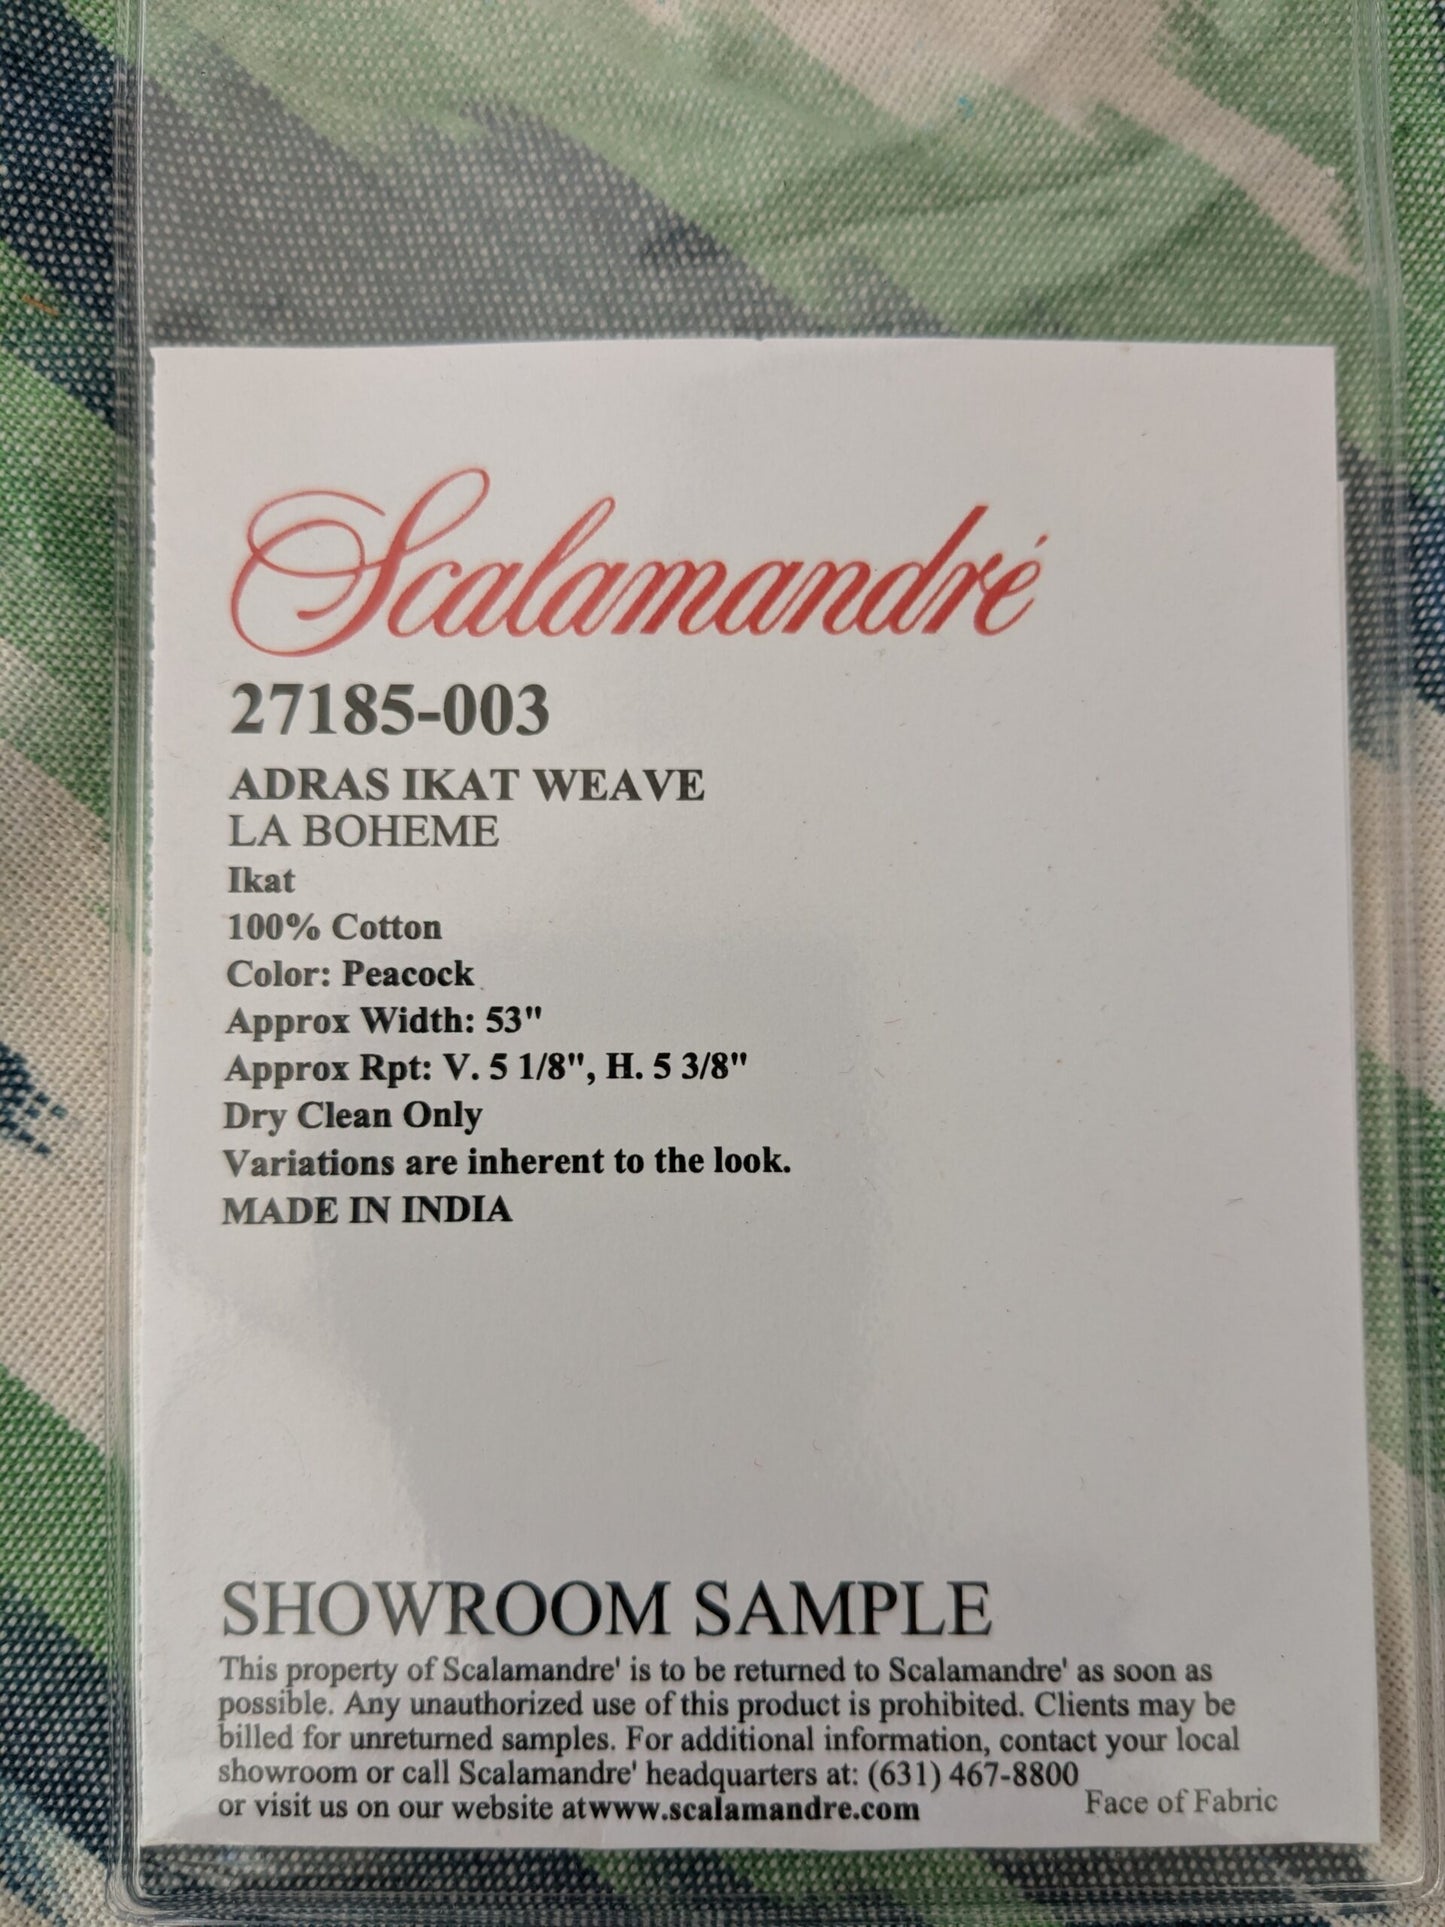 Scalamandré
27185-003
ADRAS IKAT WEAVE
LA BOHEME
Ikat
100% Cotton
Color: Peacock
Approx Width: 53"
Approx Rpt: V. 5 1/8", H. 5 3/8"
Dry Clean Only
Variations are inherent to the look.
MADE IN INDIA
SHOWROOM SAMPLE
This property of Scalamandre' is to be returned to Scalamandre' as soon as
possible. Any unauthorized use of this product is prohibited. Clients may be
billed for unreturned samples. For additional information, contact your local
showroom or call Scalamandre' headquarters at: (631) 467-8800
or visit us on our website atwww.scalamandre.com
Face of Fabric